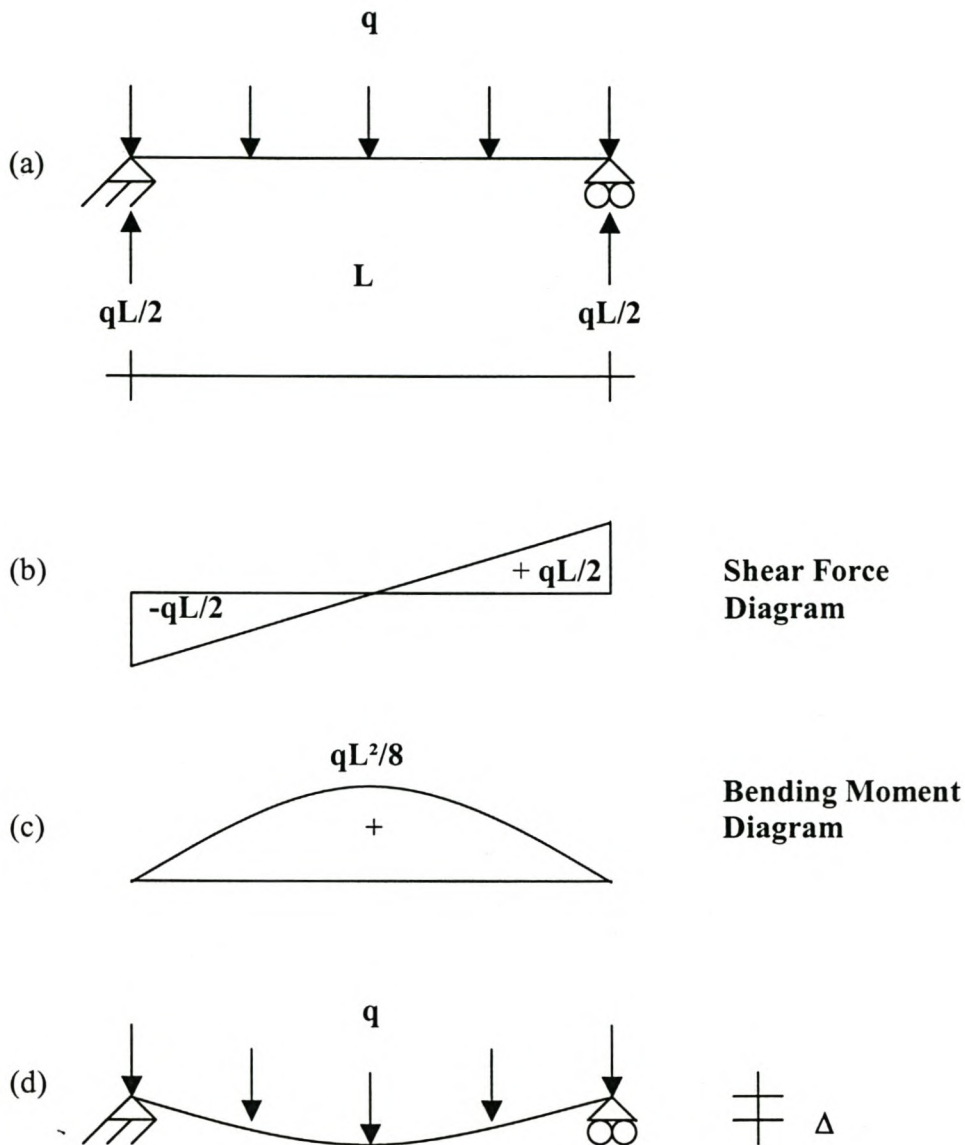 q
(a)
L
qL/2 qL/2
(b)
-qL/2
+ qL/2
Shear Force
Diagram
qL²/8
(c)
+
Bending Moment
Diagram
q
(d)
Δ